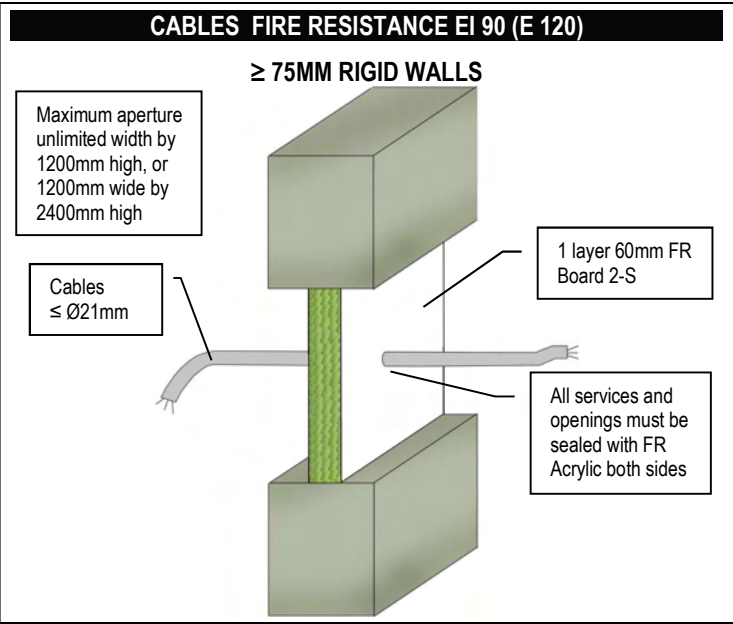 CABLES FIRE RESISTANCE EI 90 (E 120)
≥ 75MM RIGID WALLS
Maximum aperture
unlimited width by
1200mm high, or
1200mm wide by
2400mm high
1 layer 60mm FR
Board 2-S
Cables
≤ Ø21mm
All services and
openings must be
sealed with FR
Acrylic both sides